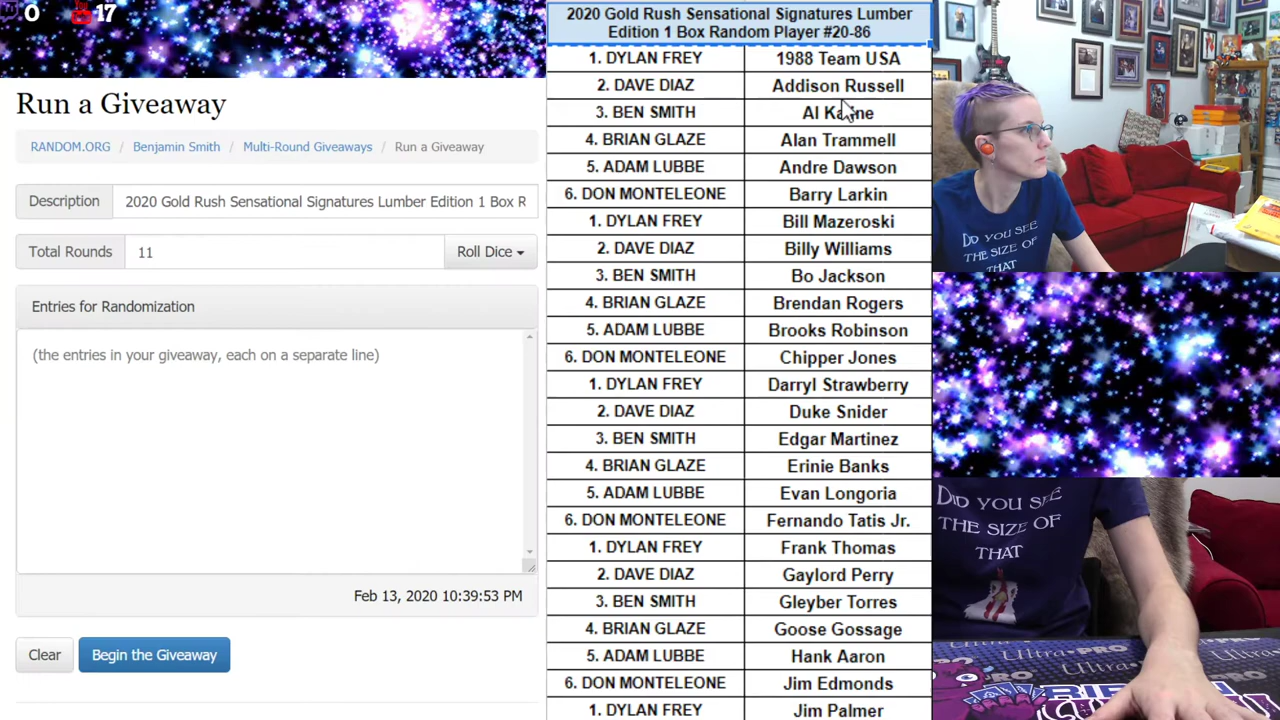 0
17
Run a Giveaway
RANDOM.ORG / Benjamin Smith / Multi-Round Giveaways / Run a Giveaway
Description
2020 Gold Rush Sensational Signatures Lumber Edition 1 Box R
Total Rounds
11
Roll Dice
Entries for Randomization
(the entries in your giveaway, each on a separate line)
Feb 13, 2020 10:39:53 PM
Clear
Begin the Giveaway
2020 Gold Rush Sensational Signatures Lumber
Edition 1 Box Random Player #20-86
1. DYLAN FREY 1988 Team USA
2. DAVE DIAZ Addison Russell
3. BEN SMITH Al
4. BRIAN GLAZE Alan Trammell
5. ADAM LUBBE Andre Dawson
6. DON MONTELEONE Barry Larkin
1. DYLAN FREY Bill Mazeroski
2. DAVE DIAZ Billy Williams
3. BEN SMITH Bo Jackson
4. BRIAN GLAZE Brendan Rogers
5. ADAM LUBBE Brooks Robinson
6. DON MONTELEONE Chipper Jones
1. DYLAN FREY Darryl Strawberry
2. DAVE DIAZ Duke Snider
3. BEN SMITH Edgar Martinez
4. BRIAN GLAZE Erinie Banks
5. ADAM LUBBE Evan Longoria
6. DON MONTELEONE Fernando Tatis Jr.
1. DYLAN FREY Frank Thomas
2. DAVE DIAZ Gaylord Perry
3. BEN SMITH Gleyber Torres
4. BRIAN GLAZE Goose Gossage
5. ADAM LUBBE Hank Aaron
6. DON MONTELEONE Jim Edmonds
1. DYLAN FREY Jim Palmer
DO YOU SEE
THE SIZE OF
THAT
DID YOU SEE
THE SIZE OF
THAT
Ultra PRO
Ultra PRO